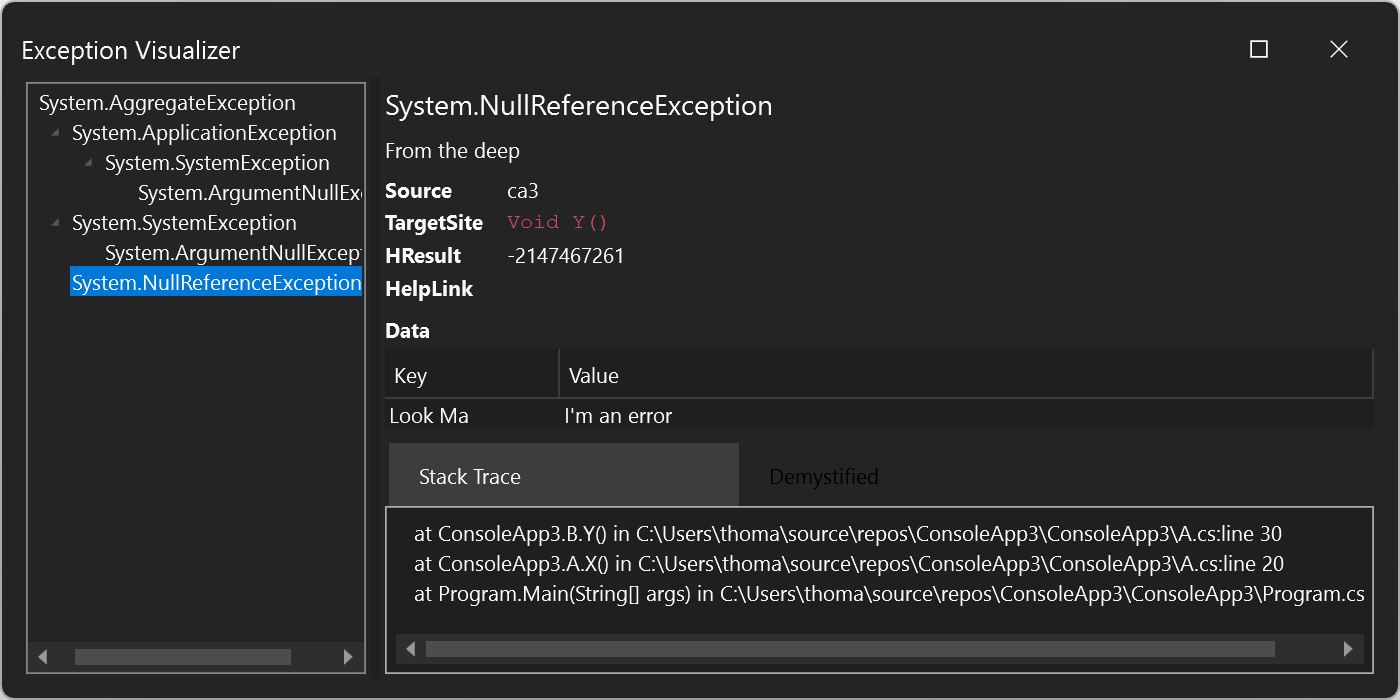 Exception Visualizer
System.AggregateException
System.ApplicationException
System.SystemException
System.ArgumentNullEx
System.SystemException
System.ArgumentNullExcep
System.NullReferenceException
System.NullReferenceException
From the deep
Source ca3
TargetSite Void Y()
HResult -2147467261
HelpLink
Data
Key Value
Look Ma I'm an error
Stack Trace Demystified
at ConsoleApp3.B.Y() in C:\Users\thoma\source\repos\ConsoleApp3\ConsoleApp3\A.cs:line 30
at ConsoleApp3.A.X() in C:\Users\thoma\source\repos\ConsoleApp3\ConsoleApp3\A.cs:line 20
at Program.Main(String[] args) in C:\Users\thoma\source\repos\ConsoleApp3\ConsoleApp3\Program.cs